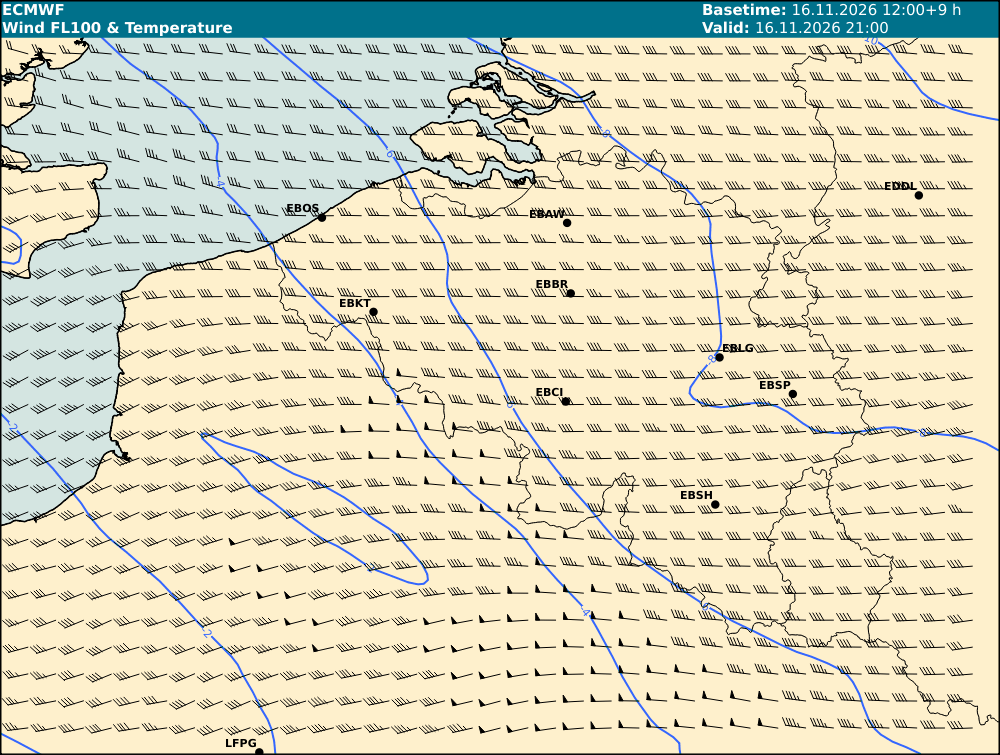 ECMWF
Basetime: 16.11.2026 12:00+9 h
Wind FL100 & Temperature
Valid: 16.11.2026 21:00
EDDL
EBOS
EBAW
EBBR
EBKT
EBLG
EBSP
EBCI
EBSH
LFPG